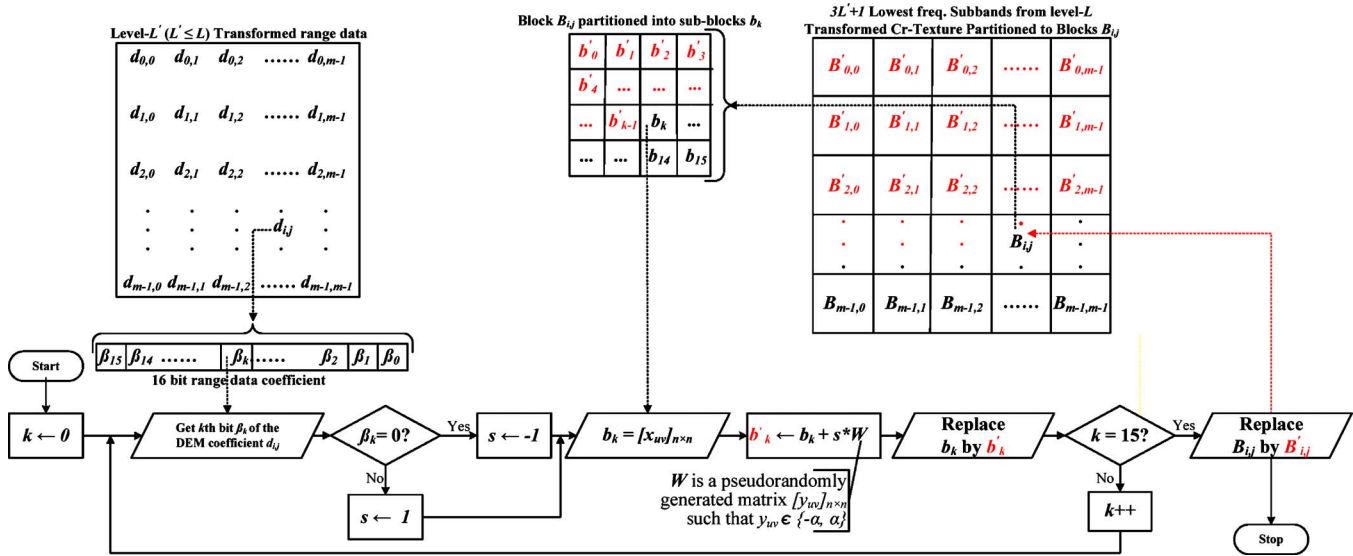 Level-L' (L' ≤ L) Transformed range data
d0,0 d0,1 d0,2 ...... d0,m-1
d1,0 d1,1 d1,2 ...... d1,m-1
d2,0 d2,1 d2,2 ...... d2,m-1
. . . . .
. . . di,j .
. . . . .
dm-1,0 dm-1,1 dm-1,2 ...... dm-1,m-1
β15 β14 ...... βk ...... β2 β1 β0
16 bit range data coefficient
Block Bi,j partitioned into sub-blocks bk
b'0 b'1 b'2 b'3
b'4 ... ... ...
... b'k-1 bk ...
... ... b14 b15
3L'+1 Lowest freq. Subbands from level-L
Transformed Cr-Texture Partitioned to Blocks Bi,j
B'0,0 B'0,1 B'0,2 ...... B'0,m-1
B'1,0 B'1,1 B'1,2 ...... B'1,m-1
B'2,0 B'2,1 B'2,2 ...... B'2,m-1
. . . . .
. . . Bi,j .
. . . . .
Bm-1,0 Bm-1,1 Bm-1,2 ...... Bm-1,m-1
Start
k ← 0
Get kth bit βk of the
DEM coefficient di,j
βk= 0?
Yes
s ← -1
No
s ← 1
bk = [xuv]n×n
b'k ← bk + s*W
W is a pseudorandomly
generated matrix [yuv]n×n
such that yuv ϵ {-α, α}
Replace
bk by b'k
k = 15?
Yes
No
k++
Replace
Bi,j by B'i,j
Stop